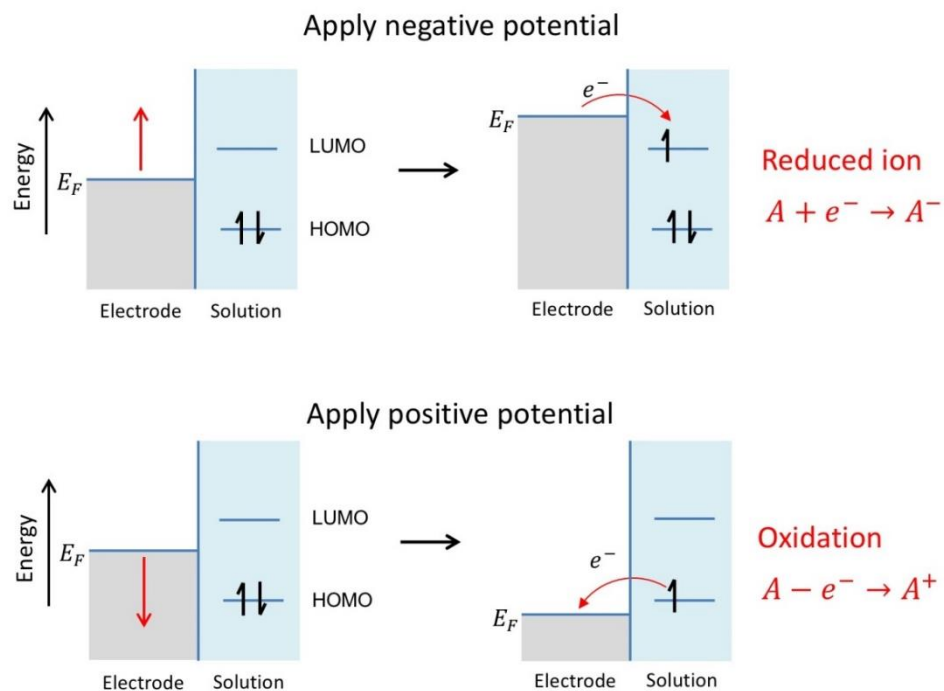 Apply negative potential
Energy
E_F
LUMO
HOMO
Electrode Solution
e⁻
E_F
Electrode Solution
Reduced ion
A + e⁻ → A⁻
Apply positive potential
Energy
E_F
LUMO
HOMO
Electrode Solution
e⁻
E_F
Electrode Solution
Oxidation
A − e⁻ → A⁺